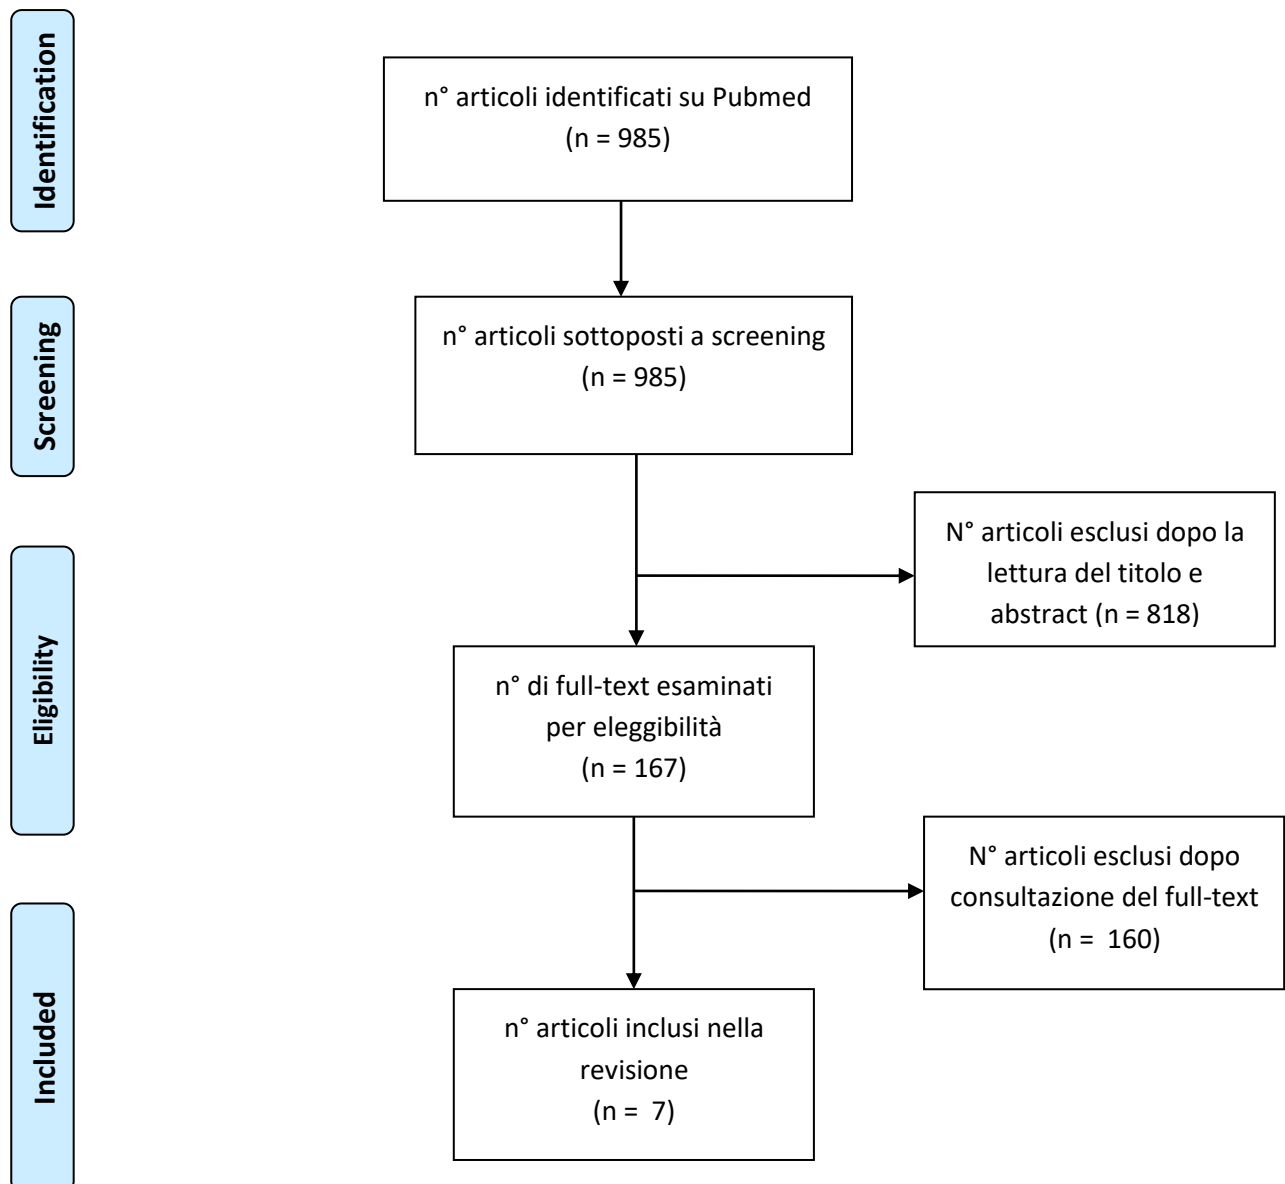 Identification
n° articoli identificati su Pubmed
(n = 985)
Screening
n° articoli sottoposti a screening
(n = 985)
N° articoli esclusi dopo la
lettura del titolo e
abstract (n = 818)
Eligibility
n° di full-text esaminati
per eleggibilità
(n = 167)
N° articoli esclusi dopo
consultazione del full-text
(n =  160)
Included
n° articoli inclusi nella
revisione
(n =  7)